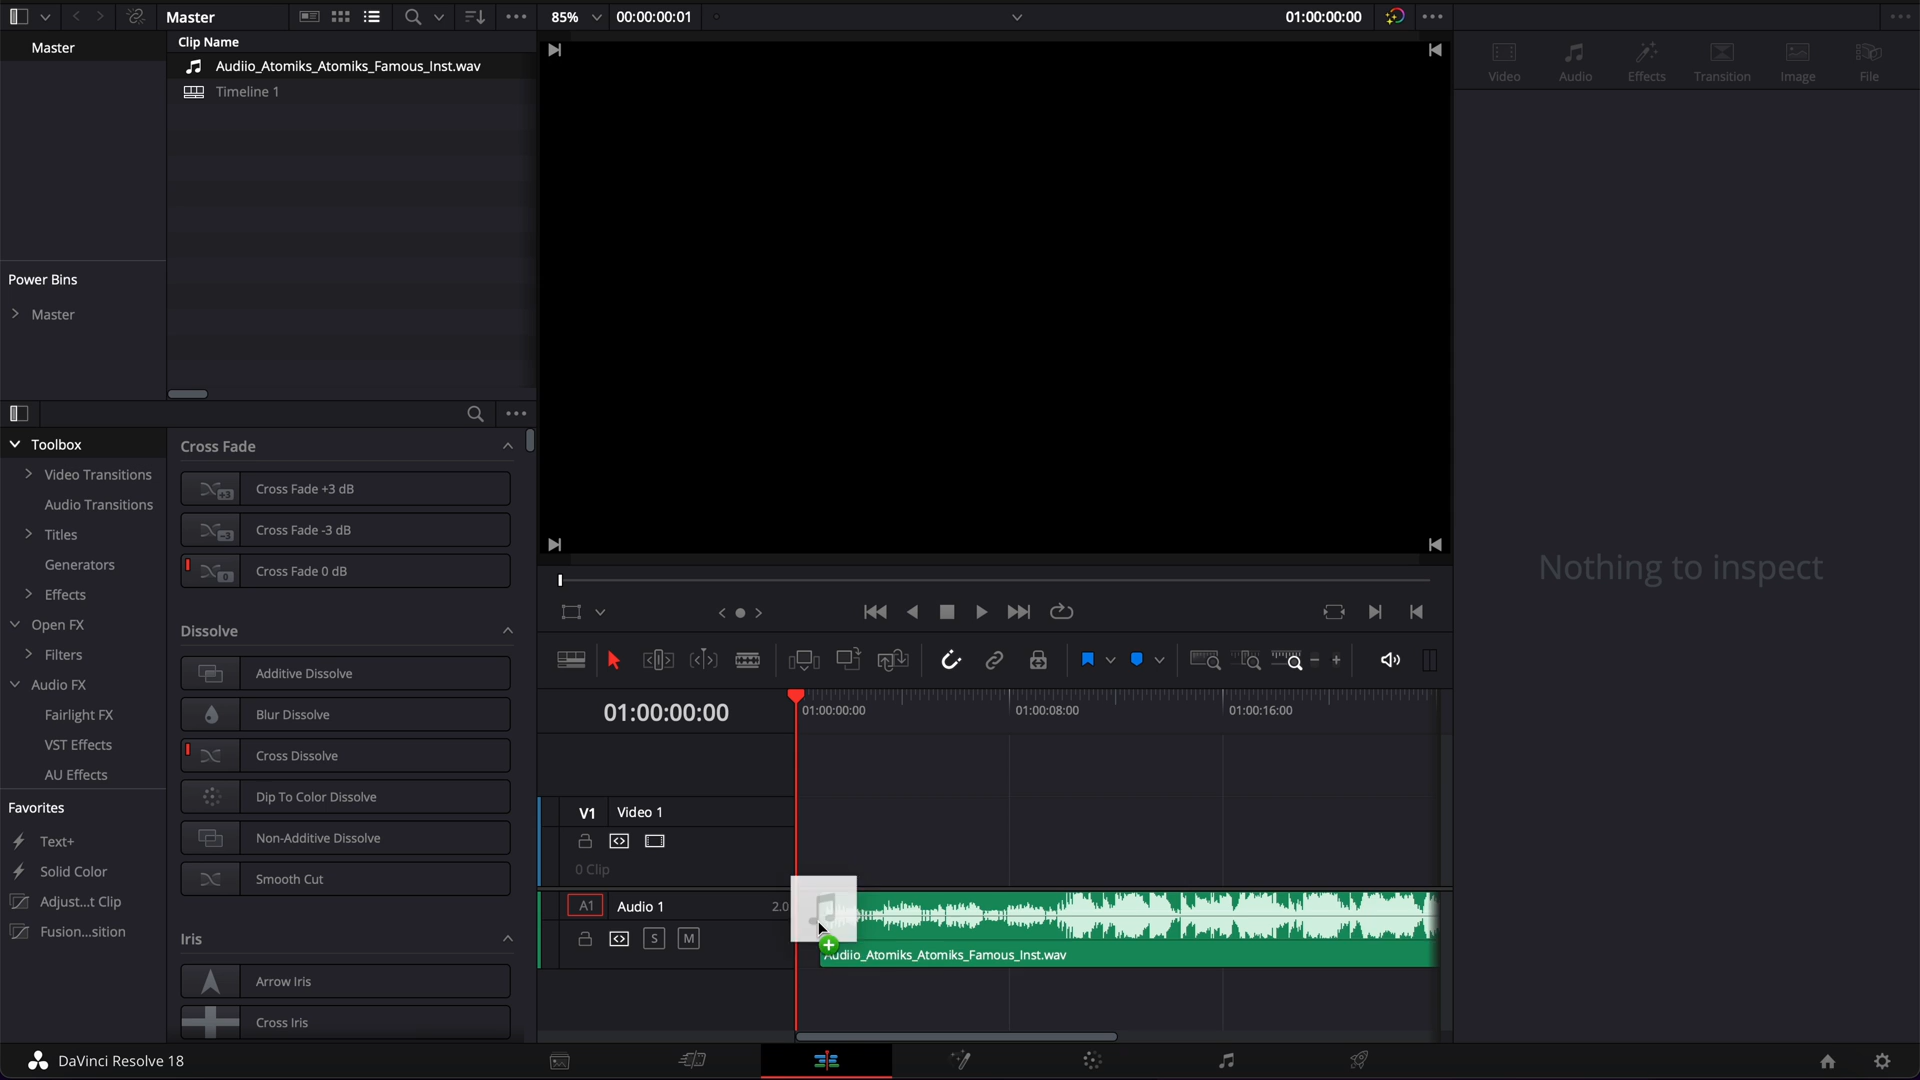 Master
85%
00:00:00:01
01:00:00:00
Master
Clip Name
Audiio_Atomiks_Atomiks_Famous_Inst.wav
Timeline 1
Video
Audio
Effects
Transition
Image
File
Power Bins
Master
Nothing to inspect
Toolbox
Video Transitions
Audio Transitions
Titles
Generators
Effects
Open FX
Filters
Audio FX
Fairlight FX
VST Effects
AU Effects
Favorites
Text+
Solid Color
Adjust...t Clip
Fusion...sition
Cross Fade
Cross Fade +3 dB
Cross Fade -3 dB
Cross Fade 0 dB
Dissolve
Additive Dissolve
Blur Dissolve
Cross Dissolve
Dip To Color Dissolve
Non-Additive Dissolve
Smooth Cut
Iris
Arrow Iris
Cross Iris
01:00:00:00
01:00:00:00
01:00:08:00
01:00:16:00
V1 Video 1
0 Clip
A1 Audio 1 2.0
S M
Audiio_Atomiks_Atomiks_Famous_Inst.wav
DaVinci Resolve 18